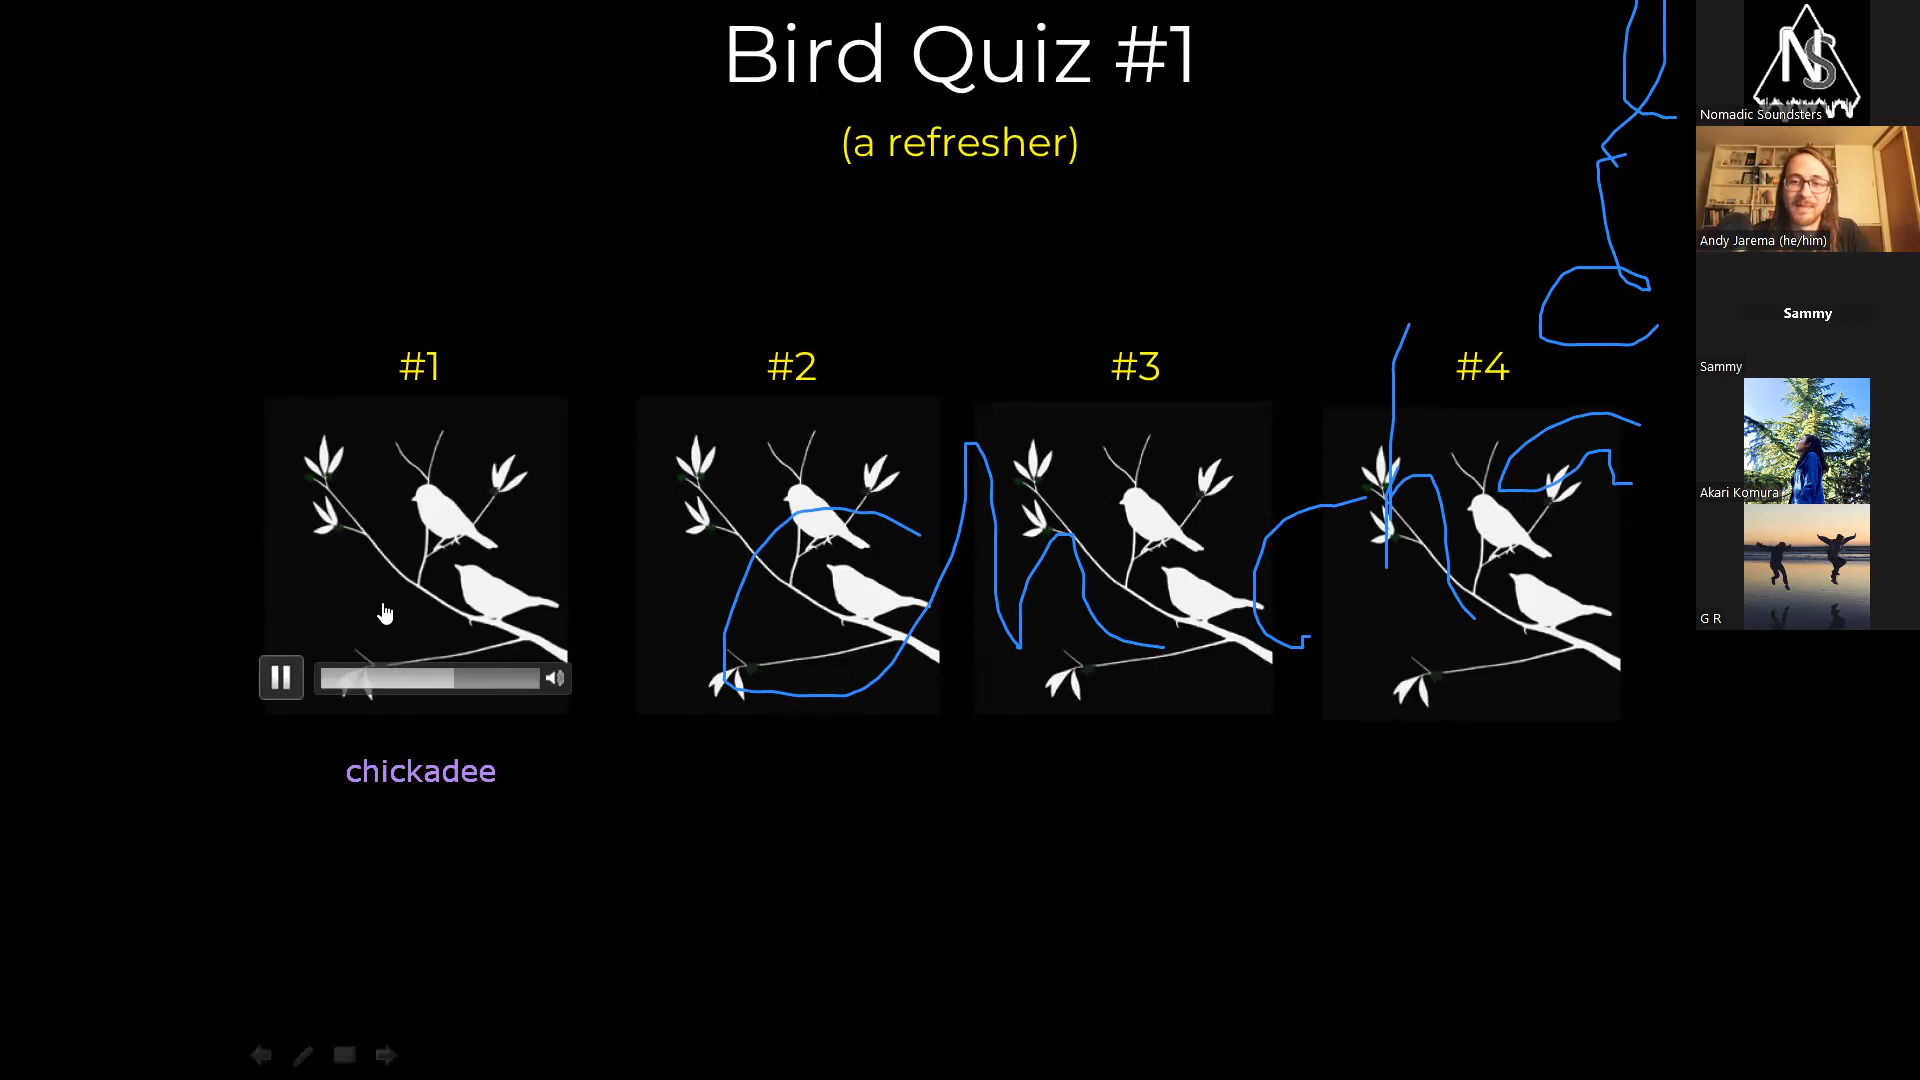 Bird Quiz #1
(a refresher)
#1
#2
#3
#4
chickadee
NS
Nomadic Soundsters
Andy Jarema (he/him)
Sammy
Sammy
Akari Komura
G R